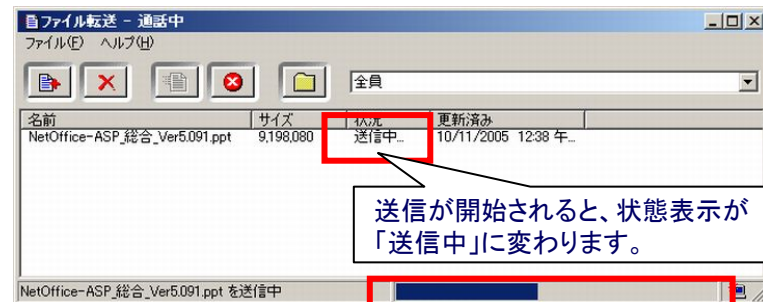 ファイル転送 - 通話中
ファイル(F) ヘルプ(H)
全員
名前 サイズ 状況 更新済み
NetOffice-ASP_総合_Ver5.091.ppt 9,198,080 送信中... 10/11/2005 12:38 午...
送信が開始されると、状態表示が
「送信中」に変わります。
NetOffice-ASP_総合_Ver5.091.ppt を送信中